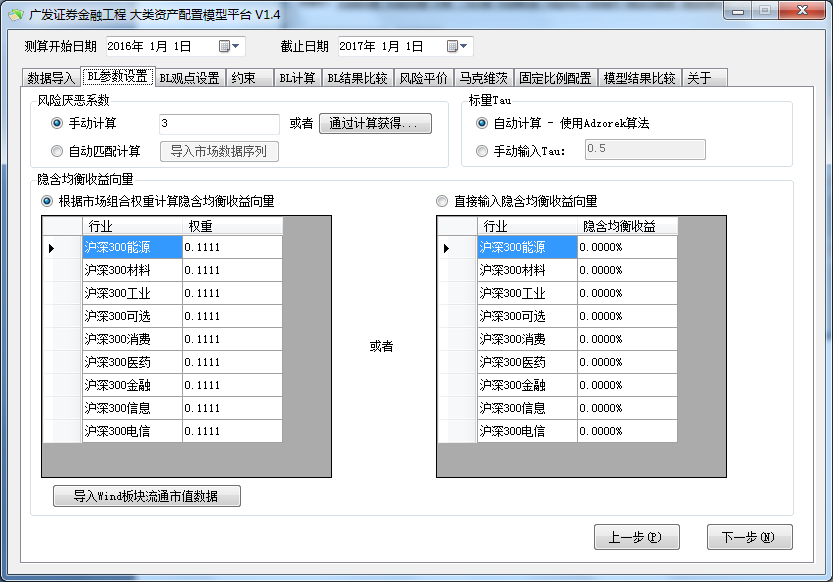 广发证券金融工程 大类资产配置模型平台 V1.4
测算开始日期 2016年 1月 1日 截止日期 2017年 1月 1日
数据导入 BL参数设置 BL观点设置 约束 BL计算 BL结果比较 风险平价 马克维茨 固定比例配置 模型结果比较 关于
风险厌恶系数
手动计算 3 或者 通过计算获得...
自动匹配计算 导入市场数据序列
标量Tau
自动计算 - 使用Adzorek算法
手动输入Tau: 0.5
隐含均衡收益向量
根据市场组合权重计算隐含均衡收益向量
行业 权重
沪深300能源 0.1111
沪深300材料 0.1111
沪深300工业 0.1111
沪深300可选 0.1111
沪深300消费 0.1111
沪深300医药 0.1111
沪深300金融 0.1111
沪深300信息 0.1111
沪深300电信 0.1111
导入Wind板块流通市值数据
或者
直接输入隐含均衡收益向量
行业 隐含均衡收益
沪深300能源 0.0000%
沪深300材料 0.0000%
沪深300工业 0.0000%
沪深300可选 0.0000%
沪深300消费 0.0000%
沪深300医药 0.0000%
沪深300金融 0.0000%
沪深300信息 0.0000%
沪深300电信 0.0000%
上一步(P) 下一步(N)